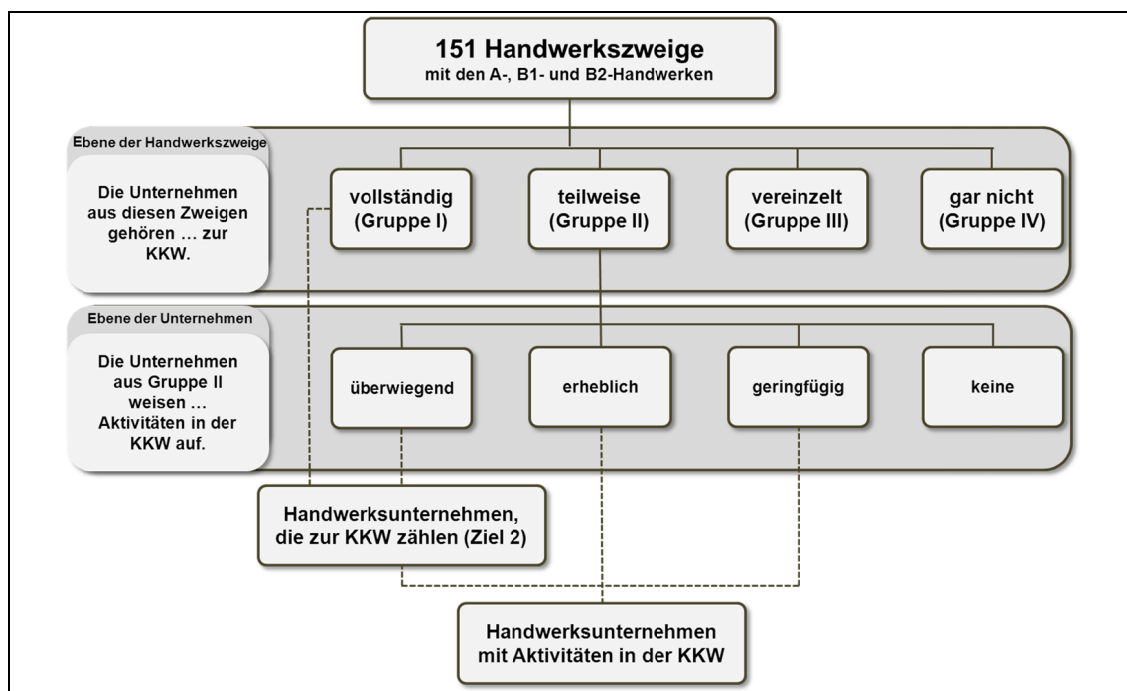 151 Handwerkszweige
mit den A-, B1- und B2-Handwerken
Ebene der Handwerkszweige
Die Unternehmen
aus diesen Zweigen
gehören … zur
KKW.
vollständig
(Gruppe I)
teilweise
(Gruppe II)
vereinzelt
(Gruppe III)
gar nicht
(Gruppe IV)
Ebene der Unternehmen
Die Unternehmen
aus Gruppe II
weisen …
Aktivitäten in der
KKW auf.
überwiegend
erheblich
geringfügig
keine
Handwerksunternehmen,
die zur KKW zählen (Ziel 2)
Handwerksunternehmen
mit Aktivitäten in der KKW